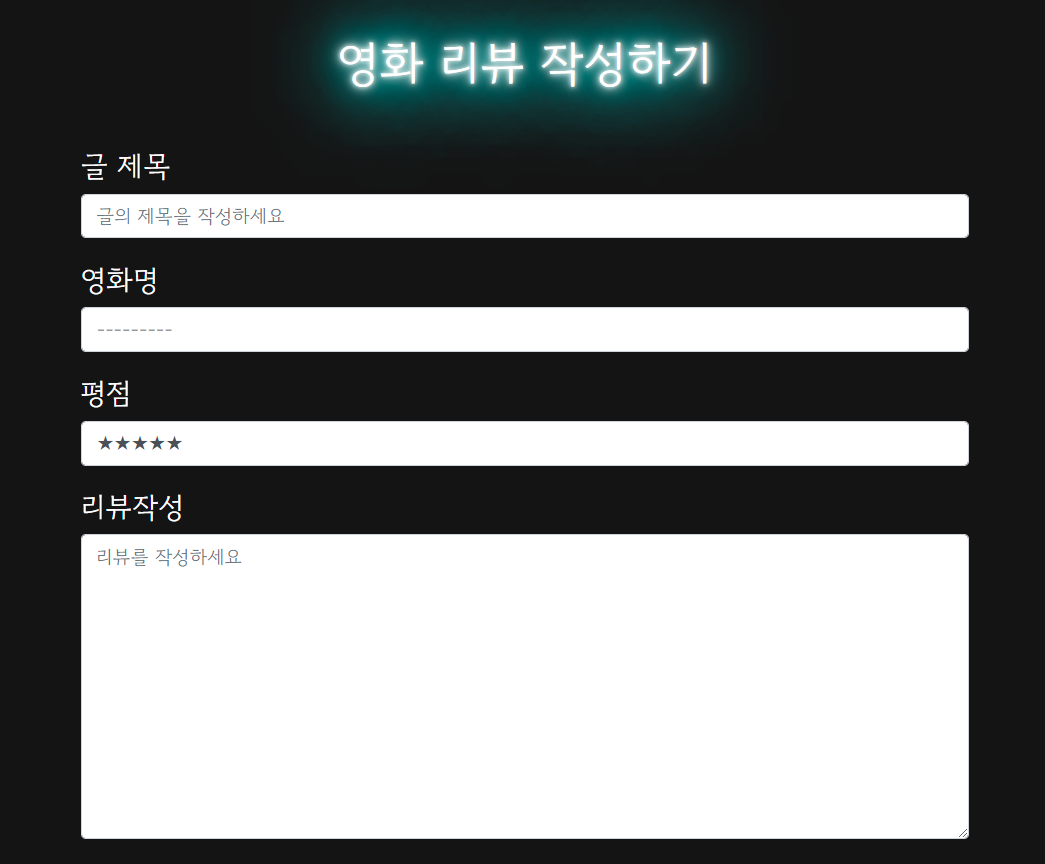 영화 리뷰 작성하기
글 제목
글의 제목을 작성하세요
영화명
---------
평점
★★★★★
리뷰작성
리뷰를 작성하세요